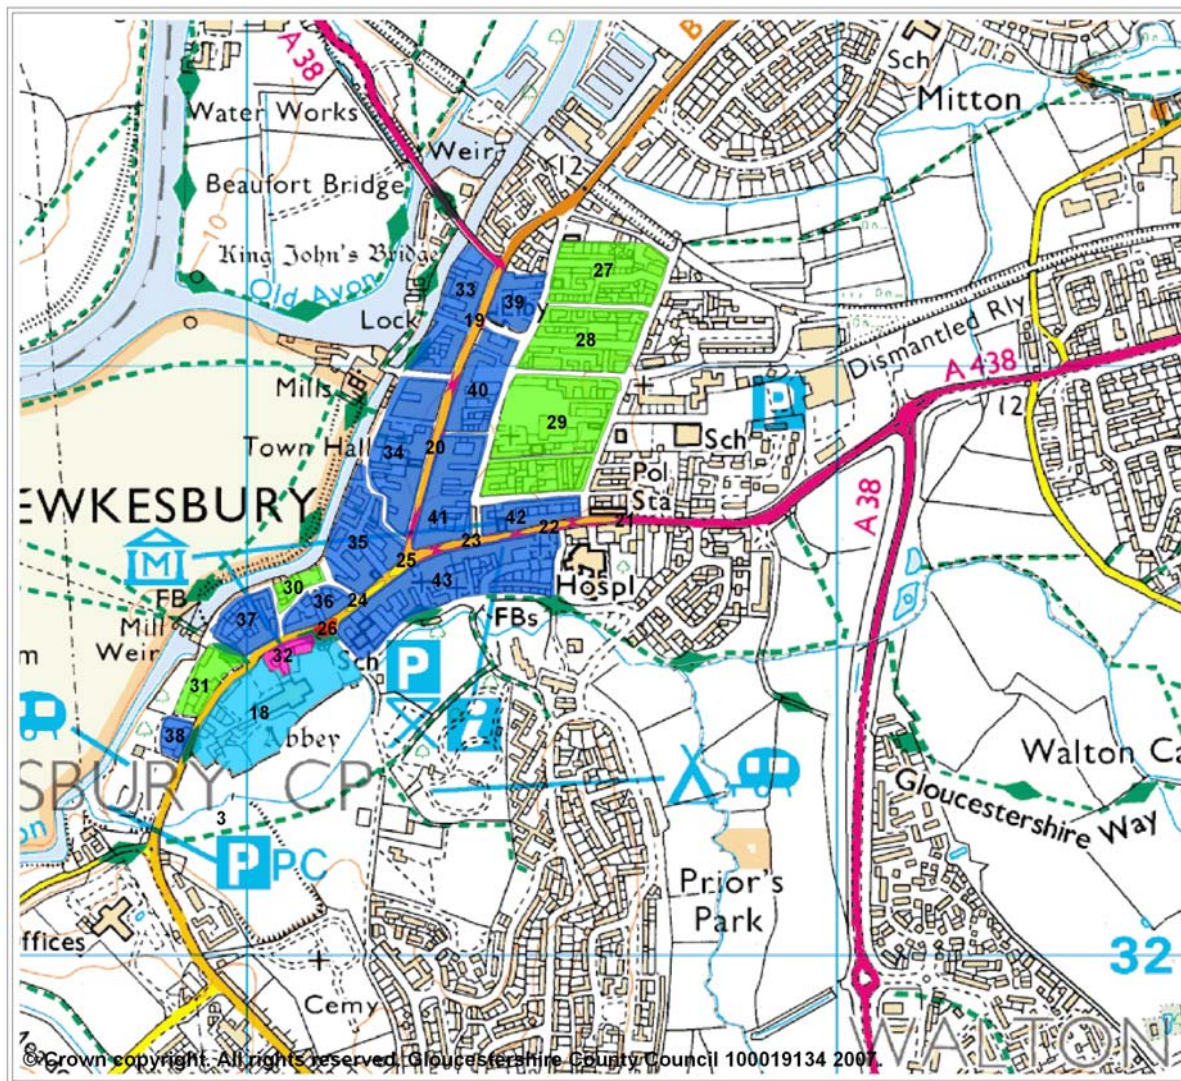 A 38
B
Sch
Mitton
Water Works
Weir
12
Beaufort Bridge
10
King John's Bridge
27
Old Avon
33
39
19
Lock
28
Dismantled Rly
A 438
Mills
40
P
12
29
Town Hall
34
20
Sch
Pol
Sta
EWKESBURY
A 38
41
42
22
21
35
23
25
M
43
Hospl
30
FB
36
24
37
26
FBs
Mill
Weir
m
32
Sch
P
31
18
Abbey
38
Walton Ca
SBURY CP
Gloucestershire Way
3
on
P PC
Prior's
Park
ffices
32
Cemy
WALTON
© Crown copyright. All rights reserved. Gloucestershire County Council 100019134 2007.